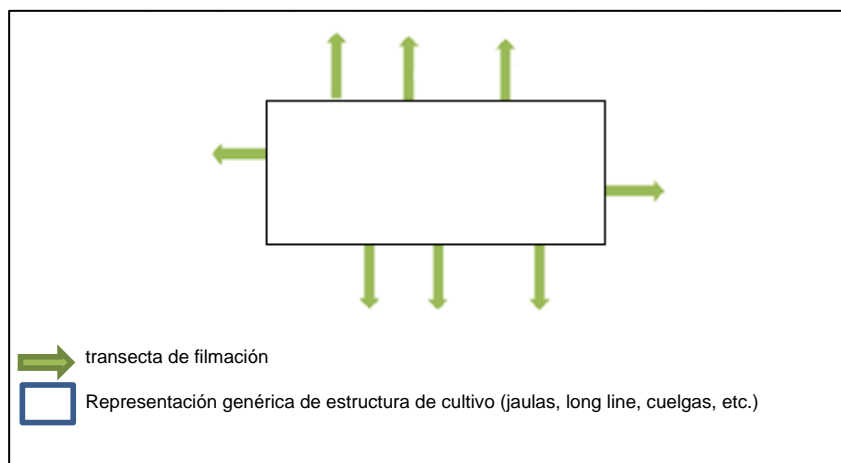 transecta de filmación
Representación genérica de estructura de cultivo (jaulas, long line, cuelgas, etc.)